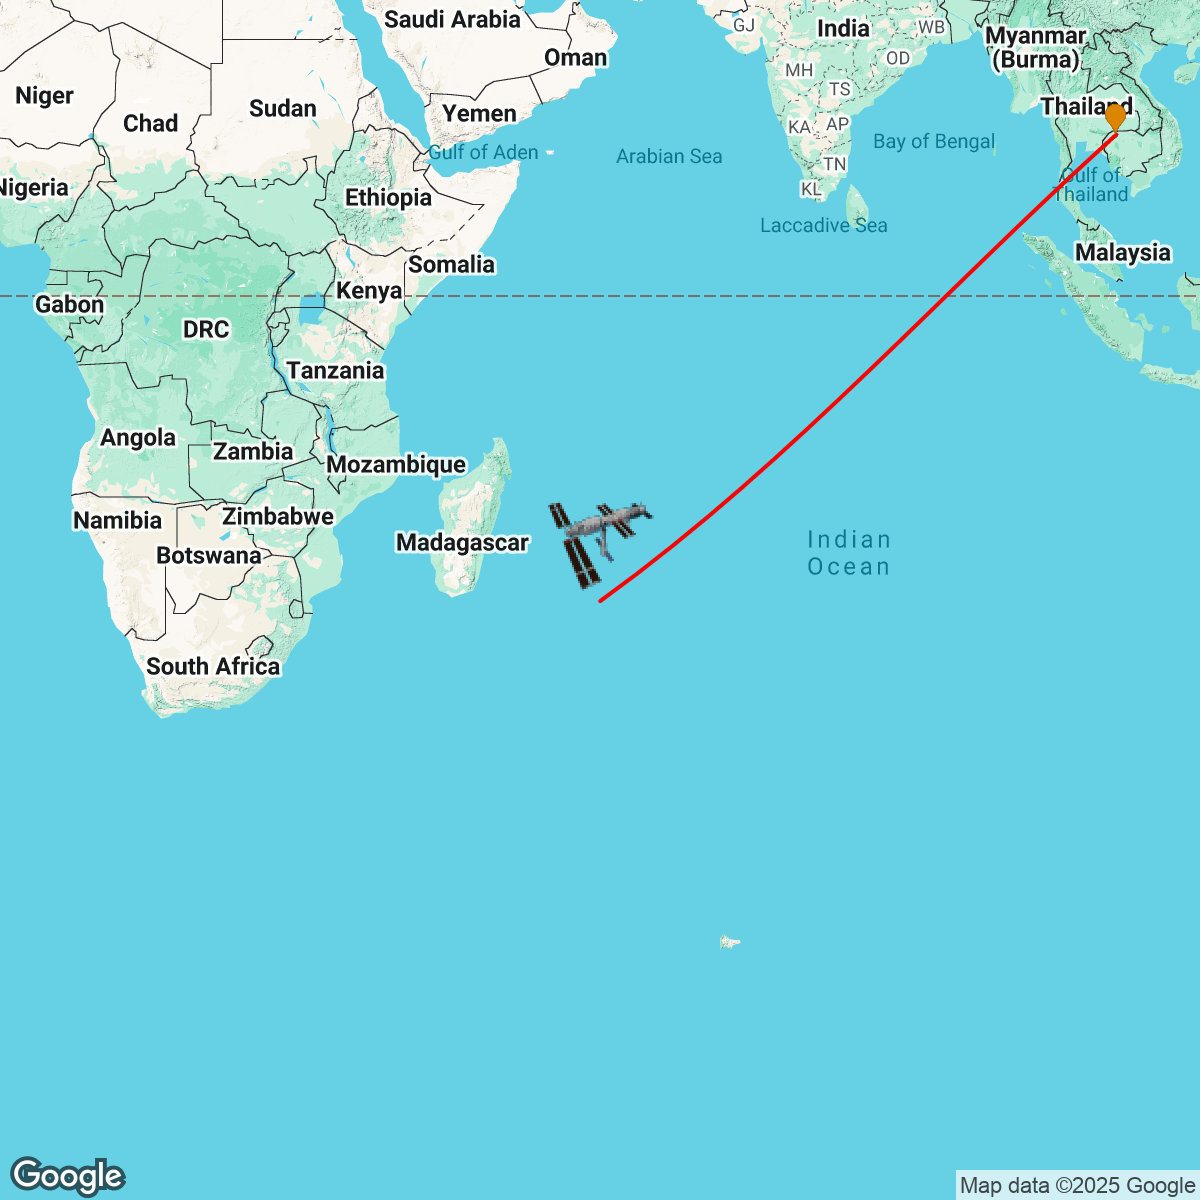 Saudi Arabia
GJ
India
WB
Myanmar
(Burma)
Oman
OD
MH
TS
Niger
Sudan
Yemen
Thailand
Chad
KA
AP
Gulf of Aden
Arabian Sea
Bay of Bengal
TN
Nigeria
Ethiopia
KL
Gulf of
Thailand
Laccadive Sea
Somalia
Malaysia
Gabon
Kenya
DRC
Tanzania
Angola
Zambia
Mozambique
Namibia
Zimbabwe
Botswana
Madagascar
Indian
Ocean
South Africa
Google
Map data ©2025 Google